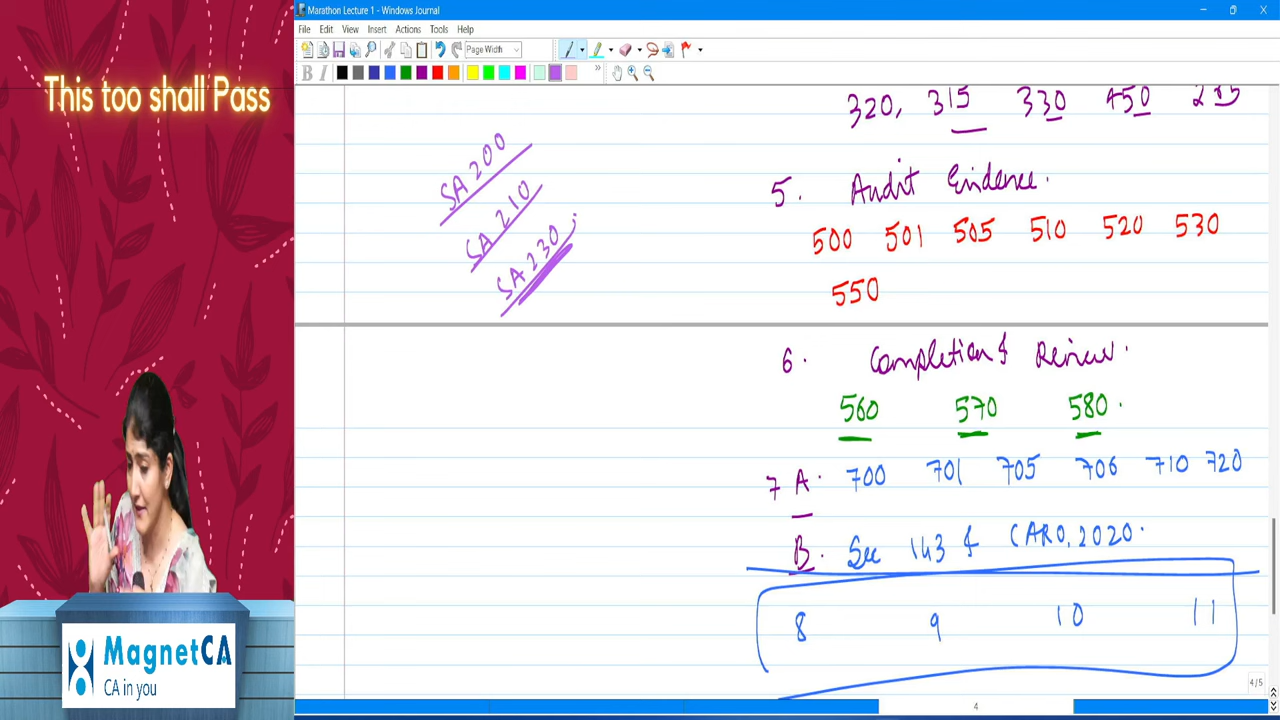 This too shall Pass
Marathon Lecture 1 - Windows Journal
File Edit View Insert Actions Tools Help
Page Width
B I
320, 315 330 450
SA 200
SA 210
SA 230
5. Audit Evidence.
500 501 505 510 520 530
550
6. Completion & Review.
560 570 580.
7 A. 700 701 705 706 710 720
B. Sec 143 & CARO, 2020.
8 9 10 11
MagnetCA
CA in you
4/5
4